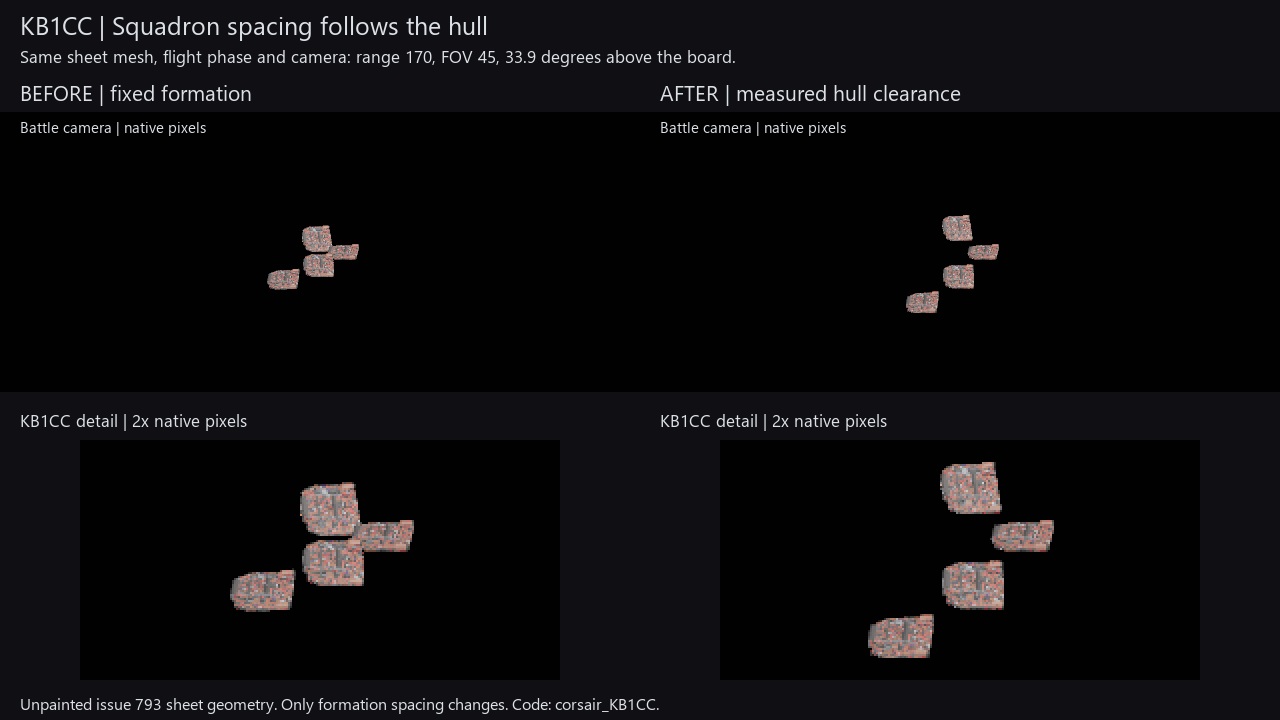 KB1CC | Squadron spacing follows the hull
Same sheet mesh, flight phase and camera: range 170, FOV 45, 33.9 degrees above the board.
BEFORE | fixed formation
AFTER | measured hull clearance
Battle camera | native pixels
Battle camera | native pixels
KB1CC detail | 2x native pixels
KB1CC detail | 2x native pixels
Unpainted issue 793 sheet geometry. Only formation spacing changes. Code: corsair_KB1CC.